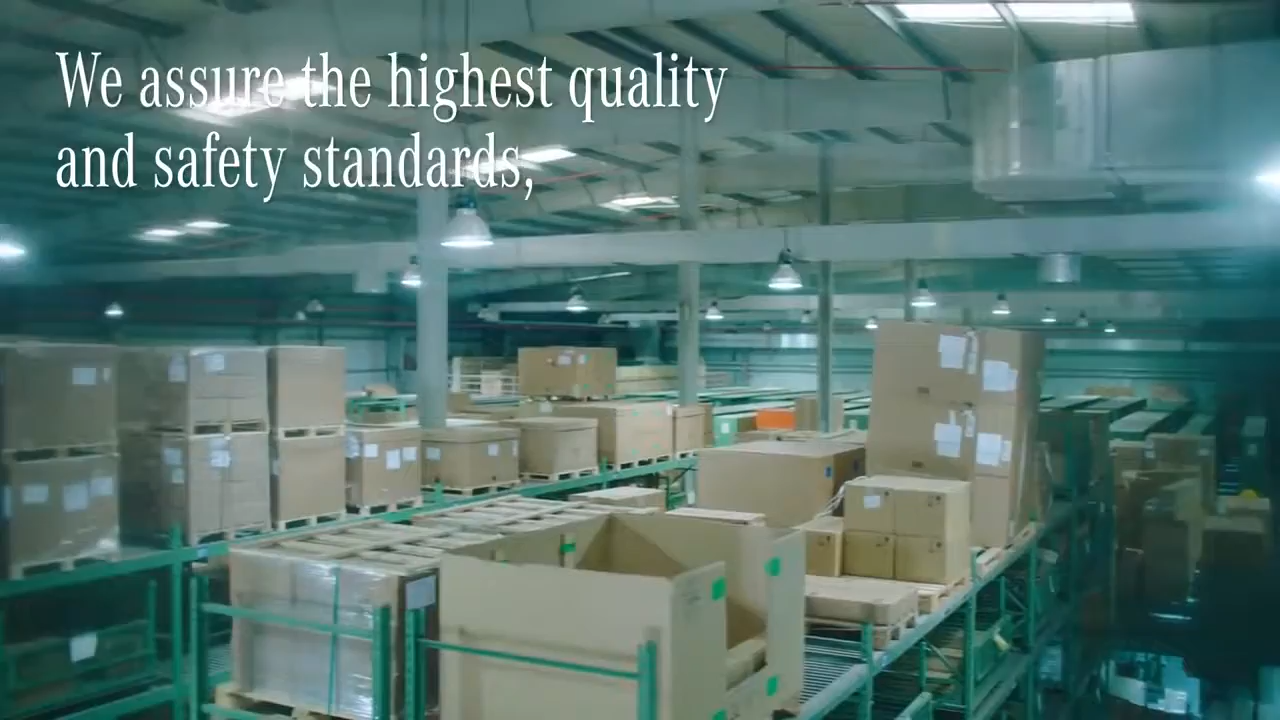 We assure the highest quality
and safety standards,